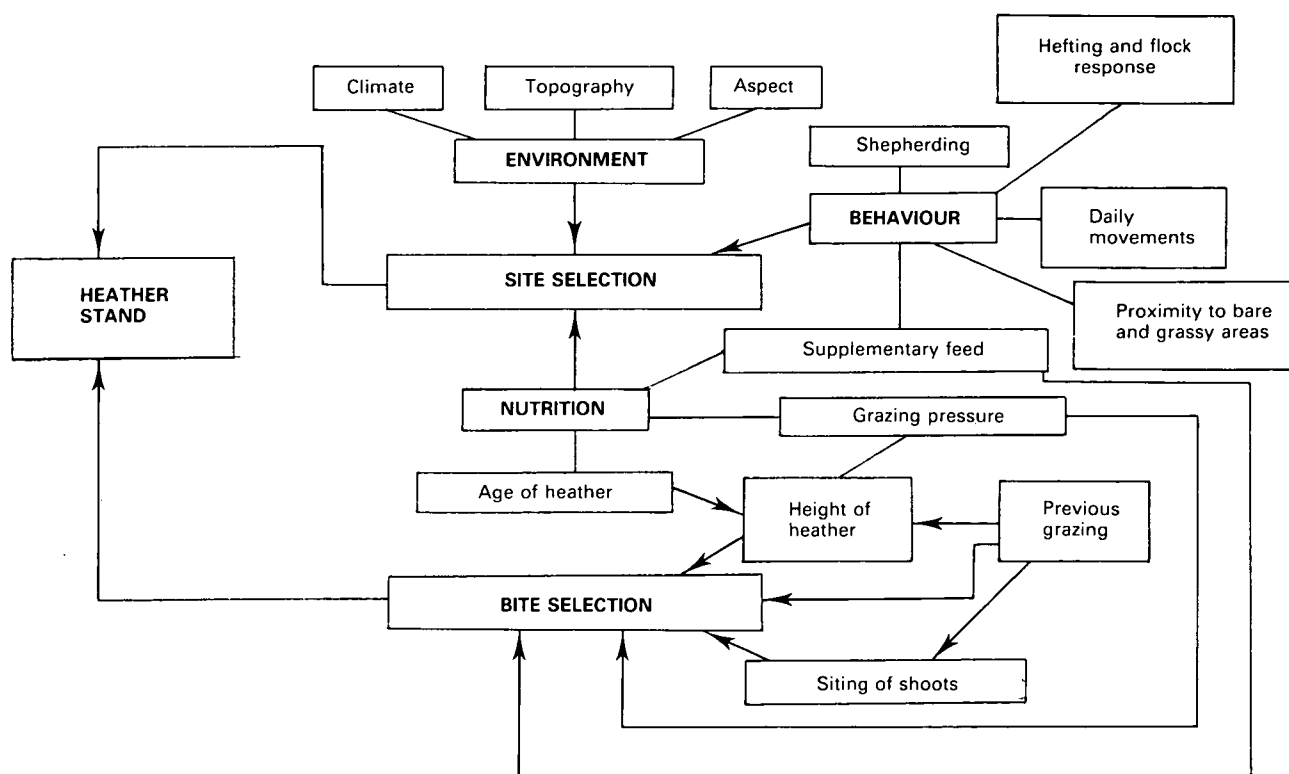 Hefting and flock
response
Climate
Topography
Aspect
Shepherding
ENVIRONMENT
BEHAVIOUR
Daily
movements
SITE SELECTION
HEATHER
STAND
Proximity to bare
and grassy areas
Supplementary feed
NUTRITION
Grazing pressure
Age of heather
Height of
heather
Previous
grazing
BITE SELECTION
Siting of shoots